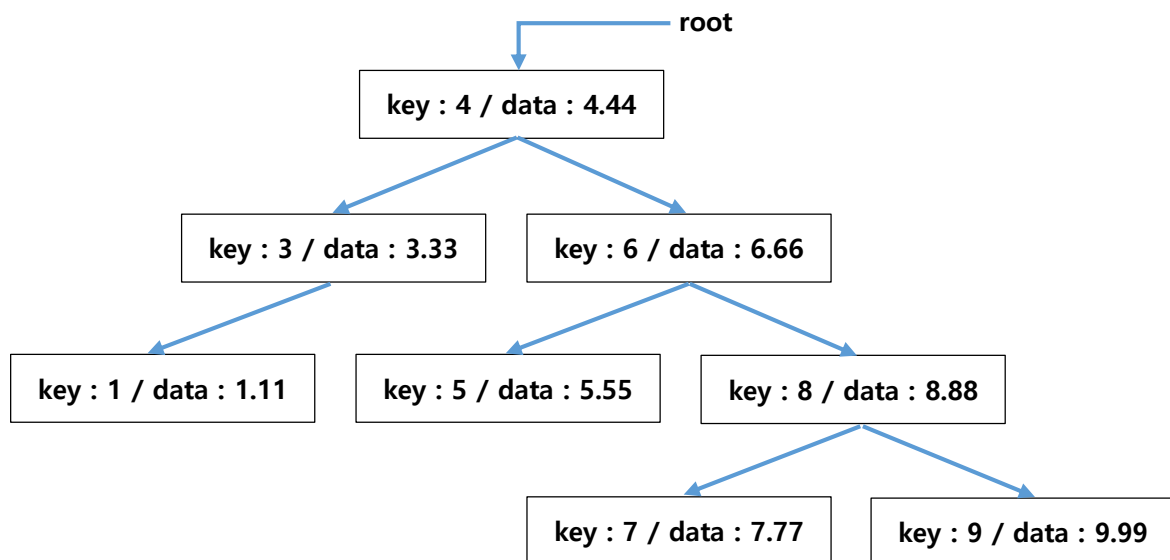 root
key : 4 / data : 4.44
key : 3 / data : 3.33
key : 6 / data : 6.66
key : 1 / data : 1.11
key : 5 / data : 5.55
key : 8 / data : 8.88
key : 7 / data : 7.77
key : 9 / data : 9.99